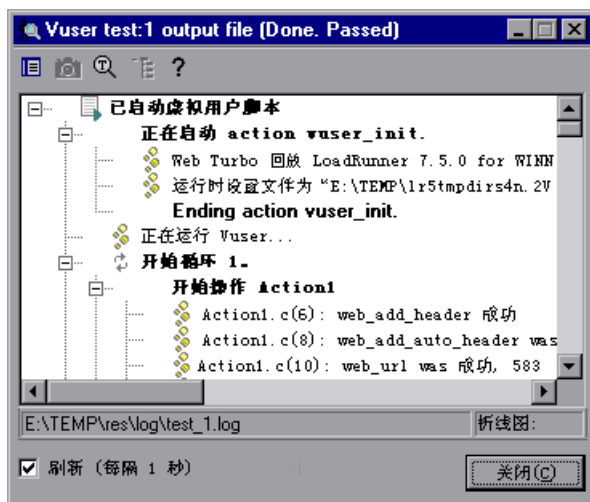 Vuser test:1 output file (Done. Passed)
已启动虚拟用户脚本
正在启动 action vuser_init.
Web Turbo 回放 LoadRunner 7.5.0 for WINN
运行时设置文件为 "E:\TEMP\lr5tmpdirs4n.2V
Ending action vuser_init.
正在运行 Vuser...
开始循环 1。
开始操作 Action1
Action1.c(6): web_add_header 成功
Action1.c(8): web_add_auto_header was
Action1.c(10): web_url was 成功, 583
E:\TEMP\res\log\test_1.log
折线图:
刷新 (每隔 1 秒)
关闭(C)